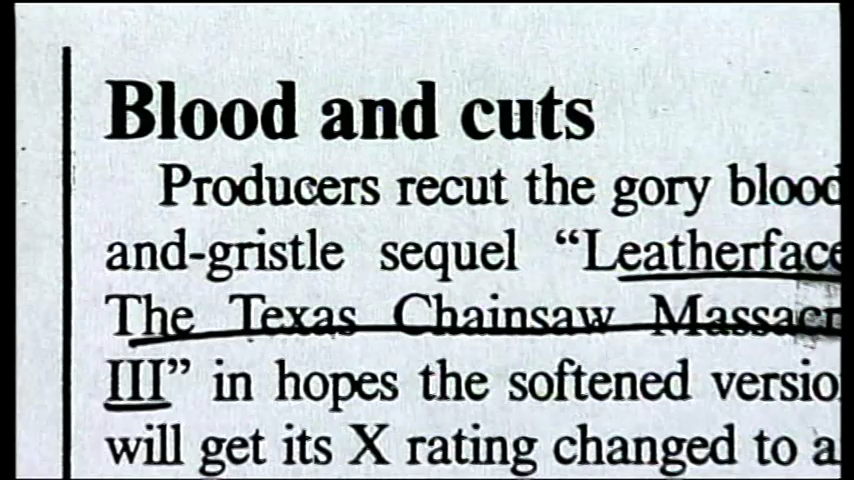 Blood and cuts
Producers recut the gory blood
and-gristle sequel “Leatherface
The Texas Chainsaw Massacr
III” in hopes the softened versio
will get its X rating changed to a